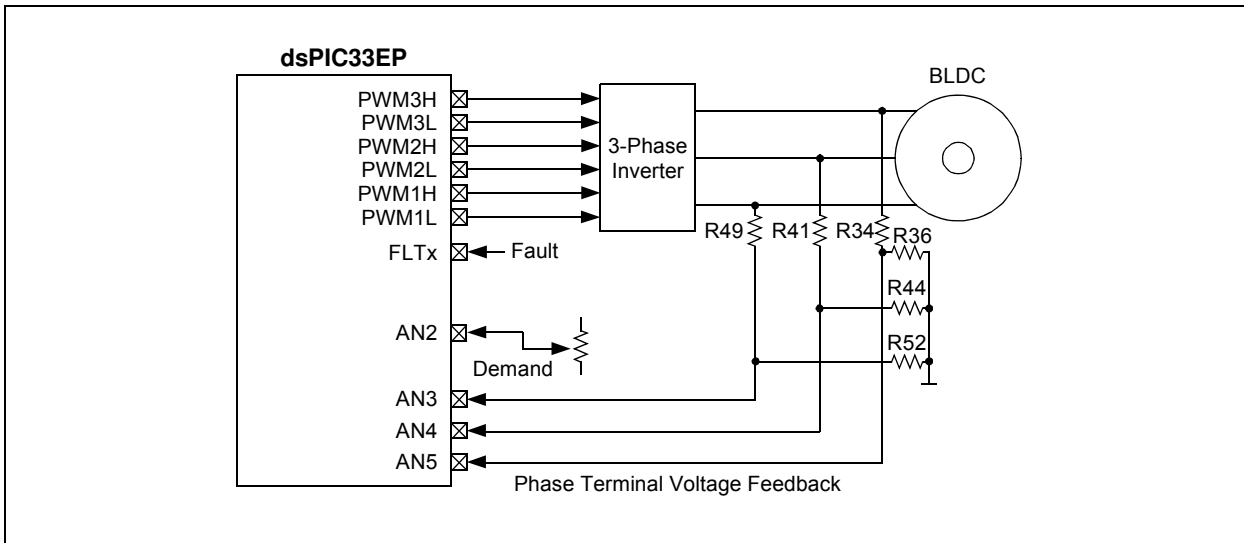 dsPIC33EP
BLDC
PWM3H
PWM3L
PWM2H
PWM2L
PWM1H
PWM1L
3-Phase
Inverter
R49
R41
R34
R36
FLTx
Fault
R44
AN2
R52
Demand
AN3
AN4
AN5
Phase Terminal Voltage Feedback